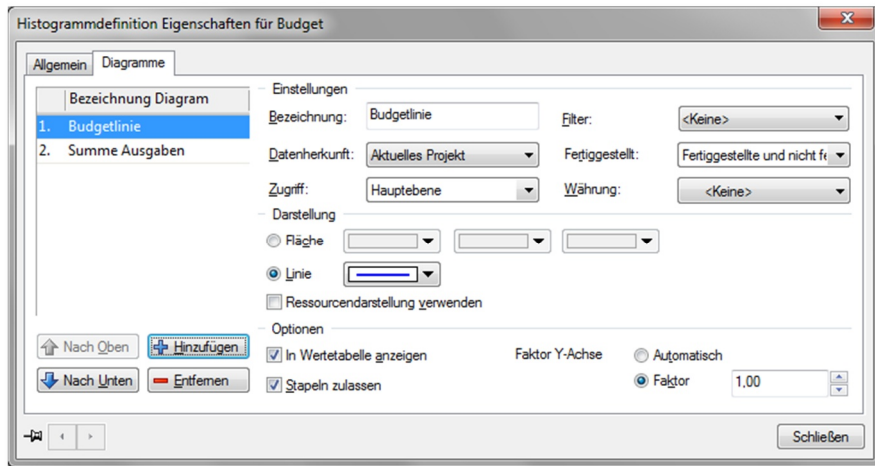 Histogrammdefinition Eigenschaften für Budget
Allgemein Diagramme
Bezeichnung Diagram
1. Budgetlinie
2. Summe Ausgaben
Nach Oben Hinzufügen
Nach Unten Entfernen
Einstellungen
Bezeichnung: Budgetlinie Filter: <Keine>
Datenherkunft: Aktuelles Projekt Fertiggestellt: Fertiggestellte und nicht fe
Zugriff: Hauptebene Währung: <Keine>
Darstellung
Fläche
Linie
Ressourcendarstellung verwenden
Optionen
In Wertetabelle anzeigen Faktor Y-Achse Automatisch
Stapeln zulassen Faktor 1,00
Schließen